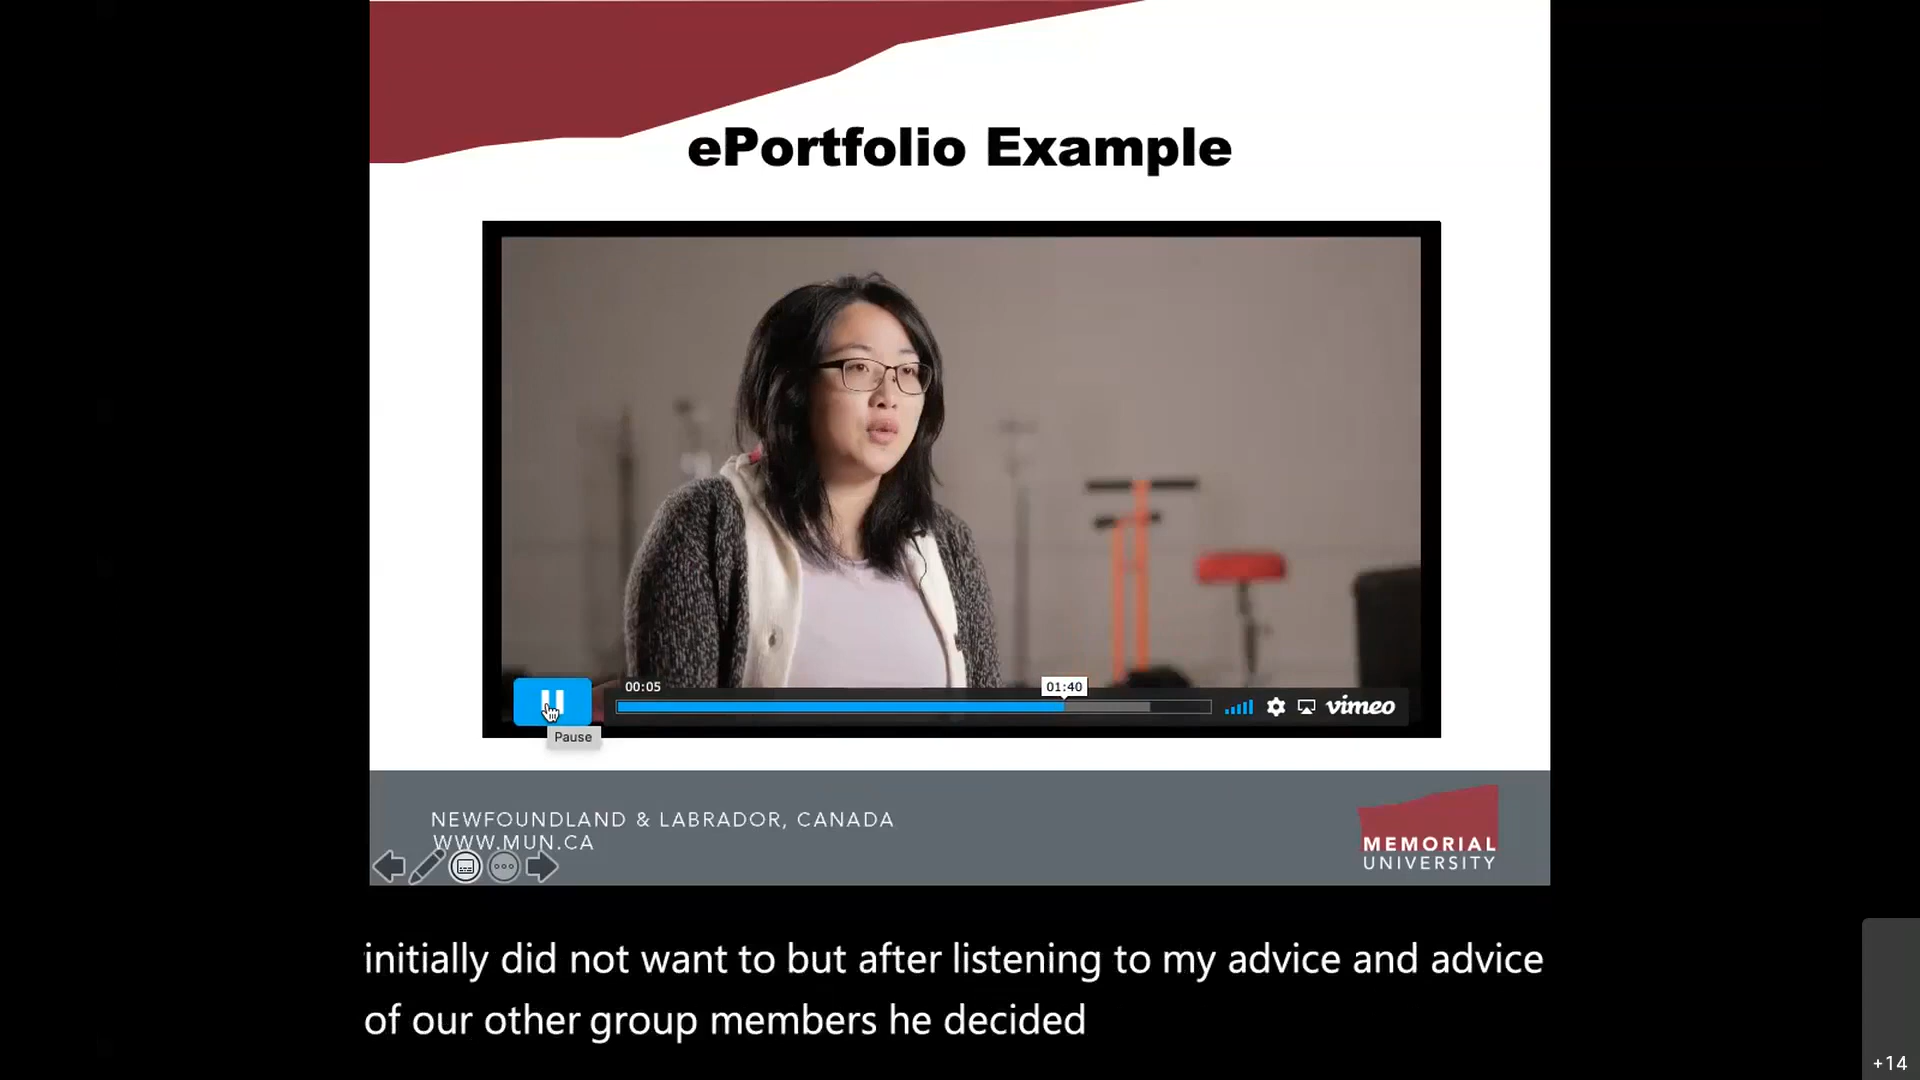 ePortfolio Example
00:05
01:40
vimeo
Pause
NEWFOUNDLAND & LABRADOR, CANADA
WWW.MUN.CA
MEMORIAL
UNIVERSITY
initially did not want to but after listening to my advice and advice
of our other group members he decided
+14